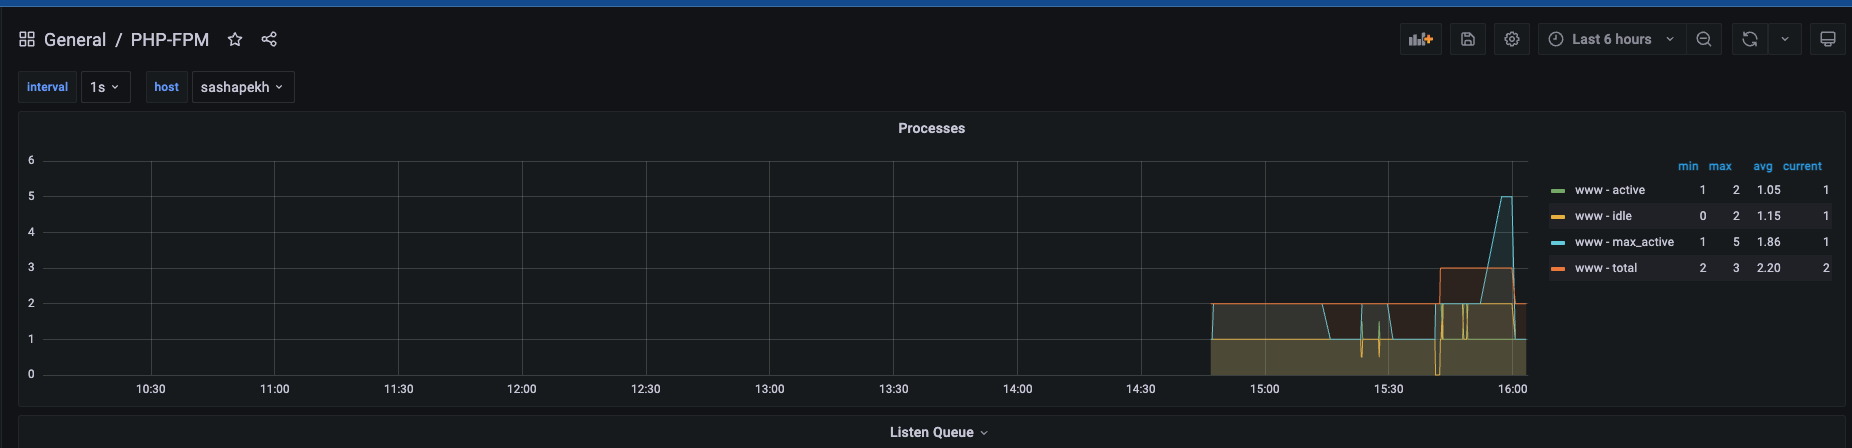 General / PHP-FPM
Last 6 hours
interval 1s host sashapekh
Processes
6
5
4
3
2
1
0
10:30 11:00 11:30 12:00 12:30 13:00 13:30 14:00 14:30 15:00 15:30 16:00
min max avg current
www - active 1 2 1.05 1
www - idle 0 2 1.15 1
www - max_active 1 5 1.86 1
www - total 2 3 2.20 2
Listen Queue